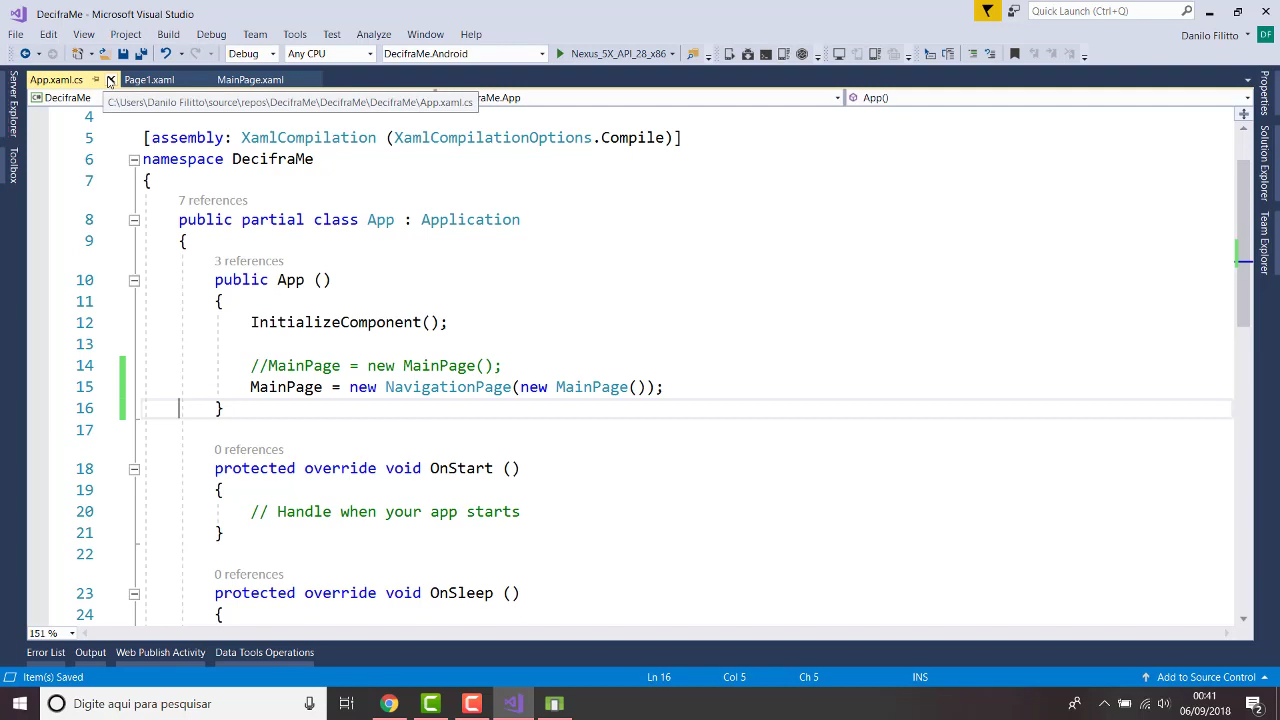 DecifraMe - Microsoft Visual Studio
Quick Launch (Ctrl+Q)
File Edit View Project Build Debug Team Tools Test Analyze Window Help
Danilo Filitto DF
Debug Any CPU DecifraMe.Android Nexus_5X_API_28_x86
App.xaml.cs Page1.xaml MainPage.xaml
DecifraMe Me.App App()
C:\Users\Danilo Filitto\source\repos\DecifraMe\DecifraMe\DecifraMe\App.xaml.cs
Server Explorer
Toolbox
Properties
Solution Explorer
Team Explorer
4
5 [assembly: XamlCompilation (XamlCompilationOptions.Compile)]
6 namespace DecifraMe
7 {
7 references
8 public partial class App : Application
9 {
3 references
10 public App ()
11 {
12 InitializeComponent();
13
14 //MainPage = new MainPage();
15 MainPage = new NavigationPage(new MainPage());
16 }
17
0 references
18 protected override void OnStart ()
19 {
20 // Handle when your app starts
21 }
22
0 references
23 protected override void OnSleep ()
24 {
151 %
Error List Output Web Publish Activity Data Tools Operations
Item(s) Saved Ln 16 Col 5 Ch 5 INS Add to Source Control
Digite aqui para pesquisar
00:41
06/09/2018
2